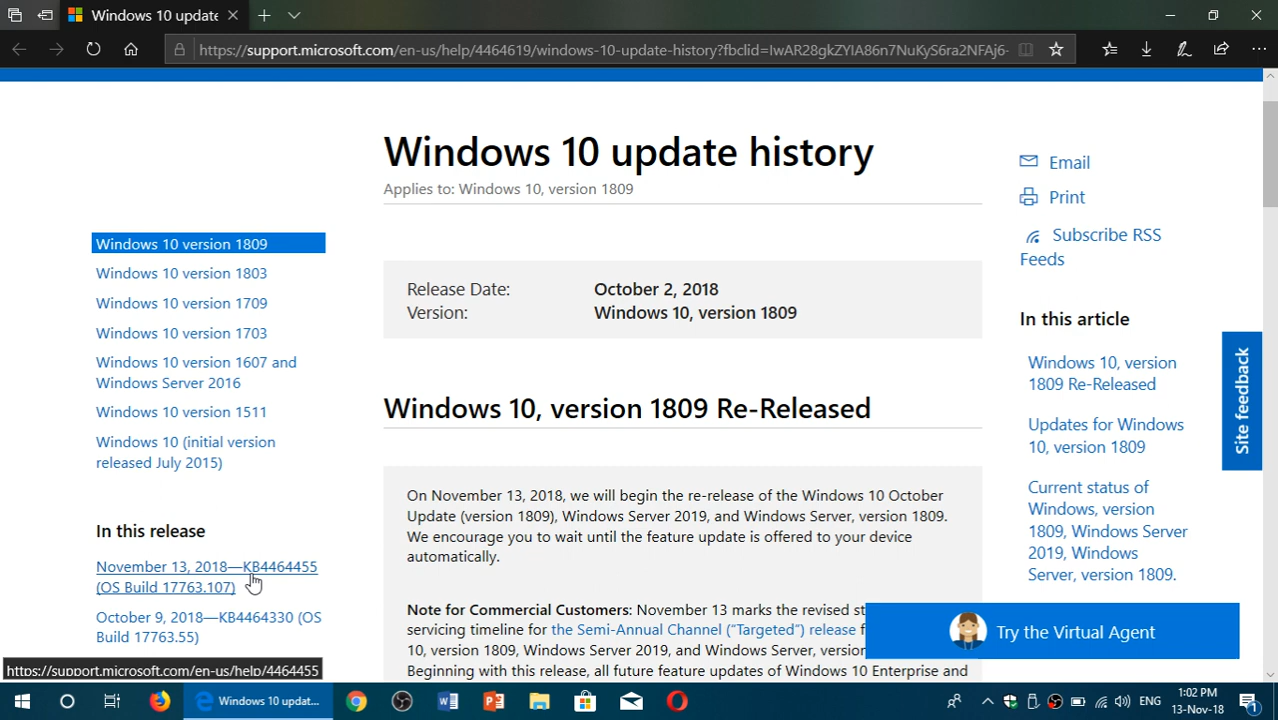 Windows 10 update
https://support.microsoft.com/en-us/help/4464619/windows-10-update-history?fbclid=IwAR28gkZYIA86n7NuKyS6ra2NFAj6-
Windows 10 update history
Applies to: Windows 10, version 1809
Email
Print
Subscribe RSS
Feeds
Windows 10 version 1809
Windows 10 version 1803
Windows 10 version 1709
Windows 10 version 1703
Windows 10 version 1607 and
Windows Server 2016
Windows 10 version 1511
Windows 10 (initial version
released July 2015)
In this release
November 13, 2018—KB4464455
(OS Build 17763.107)
October 9, 2018—KB4464330 (OS
Build 17763.55)
Release Date: October 2, 2018
Version: Windows 10, version 1809
Windows 10, version 1809 Re-Released
On November 13, 2018, we will begin the re-release of the Windows 10 October
Update (version 1809), Windows Server 2019, and Windows Server, version 1809.
We encourage you to wait until the feature update is offered to your device
automatically.
Note for Commercial Customers: November 13 marks the revised st
servicing timeline for the Semi-Annual Channel (“Targeted”) release f
10, version 1809, Windows Server 2019, and Windows Server, version
Beginning with this release, all future feature updates of Windows 10 Enterprise and
In this article
Windows 10, version
1809 Re-Released
Updates for Windows
10, version 1809
Current status of
Windows, version
1809, Windows Server
2019, Windows
Server, version 1809.
Site feedback
Try the Virtual Agent
https://support.microsoft.com/en-us/help/4464455
Windows 10 updat...
ENG
1:02 PM
13-Nov-18
1